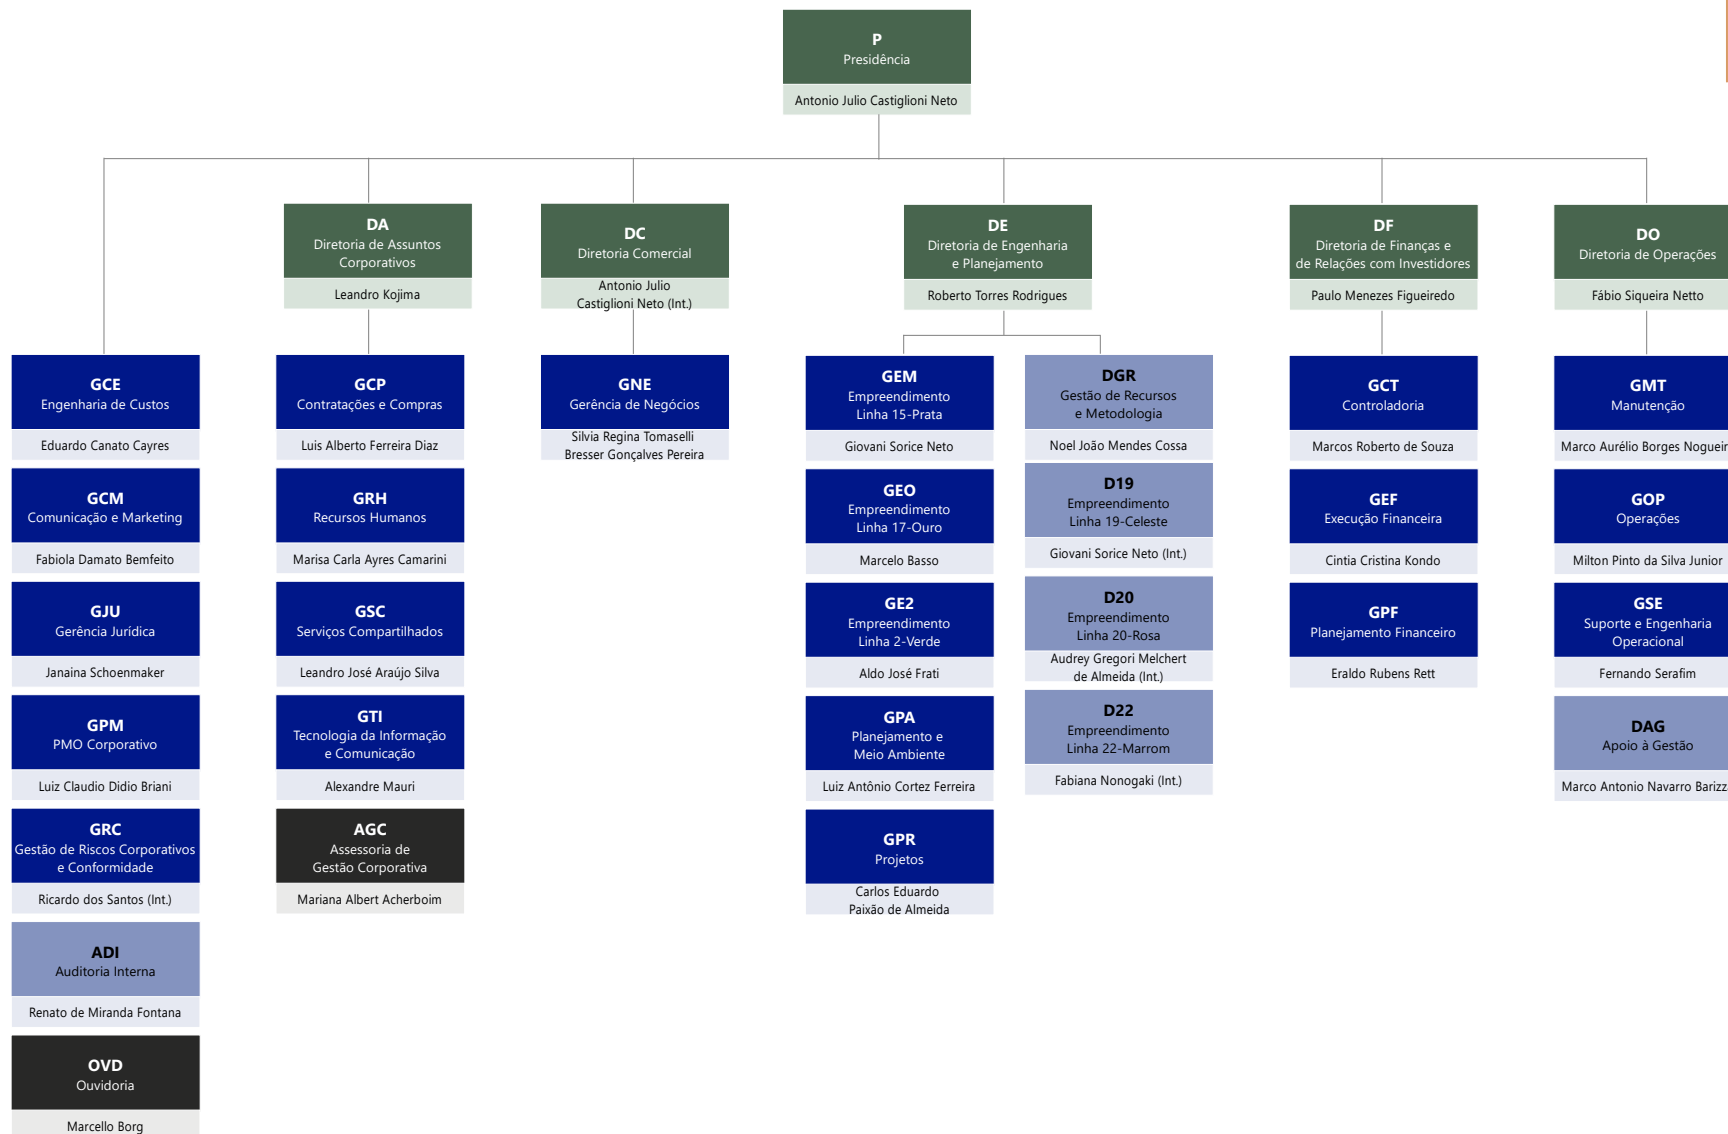 P
Presidência
Antonio Julio Castiglioni Neto
DA
Diretoria de Assuntos
Corporativos
Leandro Kojima
DC
Diretoria Comercial
Antonio Julio
Castiglioni Neto (Int.)
DE
Diretoria de Engenharia
e Planejamento
Roberto Torres Rodrigues
DF
Diretoria de Finanças e
de Relações com Investidores
Paulo Menezes Figueiredo
DO
Diretoria de Operações
Fábio Siqueira Netto
GCE
Engenharia de Custos
Eduardo Canato Cayres
GCM
Comunicação e Marketing
Fabiola Damato Bemfeito
GJU
Gerência Jurídica
Janaina Schoenmaker
GPM
PMO Corporativo
Luiz Claudio Didio Briani
GRC
Gestão de Riscos Corporativos
e Conformidade
Ricardo dos Santos (Int.)
ADI
Auditoria Interna
Renato de Miranda Fontana
OVD
Ouvidoria
Marcello Borg
GCP
Contratações e Compras
Luis Alberto Ferreira Diaz
GRH
Recursos Humanos
Marisa Carla Ayres Camarini
GSC
Serviços Compartilhados
Leandro José Araújo Silva
GTI
Tecnologia da Informação
e Comunicação
Alexandre Mauri
AGC
Assessoria de
Gestão Corporativa
Mariana Albert Acherboim
GNE
Gerência de Negócios
Silvia Regina Tomaselli
Bresser Gonçalves Pereira
GEM
Empreendimento
Linha 15-Prata
Giovani Sorice Neto
GEO
Empreendimento
Linha 17-Ouro
Marcelo Basso
GE2
Empreendimento
Linha 2-Verde
Aldo José Frati
GPA
Planejamento e
Meio Ambiente
Luiz Antônio Cortez Ferreira
GPR
Projetos
Carlos Eduardo
Paixão de Almeida
DGR
Gestão de Recursos
e Metodologia
Noel João Mendes Cossa
D19
Empreendimento
Linha 19-Celeste
Giovani Sorice Neto (Int.)
D20
Empreendimento
Linha 20-Rosa
Audrey Gregori Melchert
de Almeida (Int.)
D22
Empreendimento
Linha 22-Marrom
Fabiana Nonogaki (Int.)
GCT
Controladoria
Marcos Roberto de Souza
GEF
Execução Financeira
Cintia Cristina Kondo
GPF
Planejamento Financeiro
Eraldo Rubens Rett
GMT
Manutenção
Marco Aurélio Borges
GOP
Operações
Milton Pinto da Silva Junior
GSE
Suporte e Engenharia
Operacional
Fernando Serafim
DAG
Apoio à Gestão
Marco Antonio Navarro